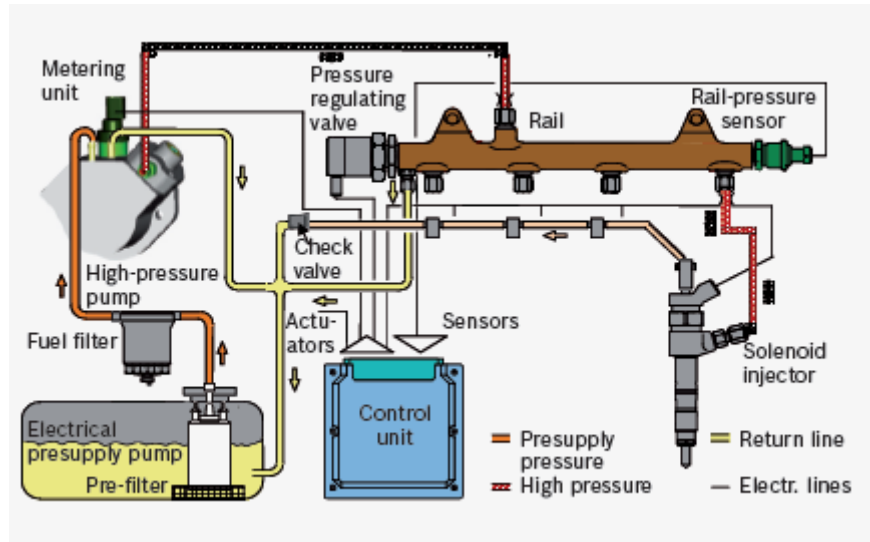 Metering
unit
Pressure
regulating
valve
Rail
Rail-pressure
sensor
High-pressure
pump
Check
valve
Fuel filter
Actu-
ators
Sensors
Solenoid
injector
Electrical
presupply pump
Pre-filter
Control
unit
Presupply
pressure
High pressure
Return line
Electr. lines